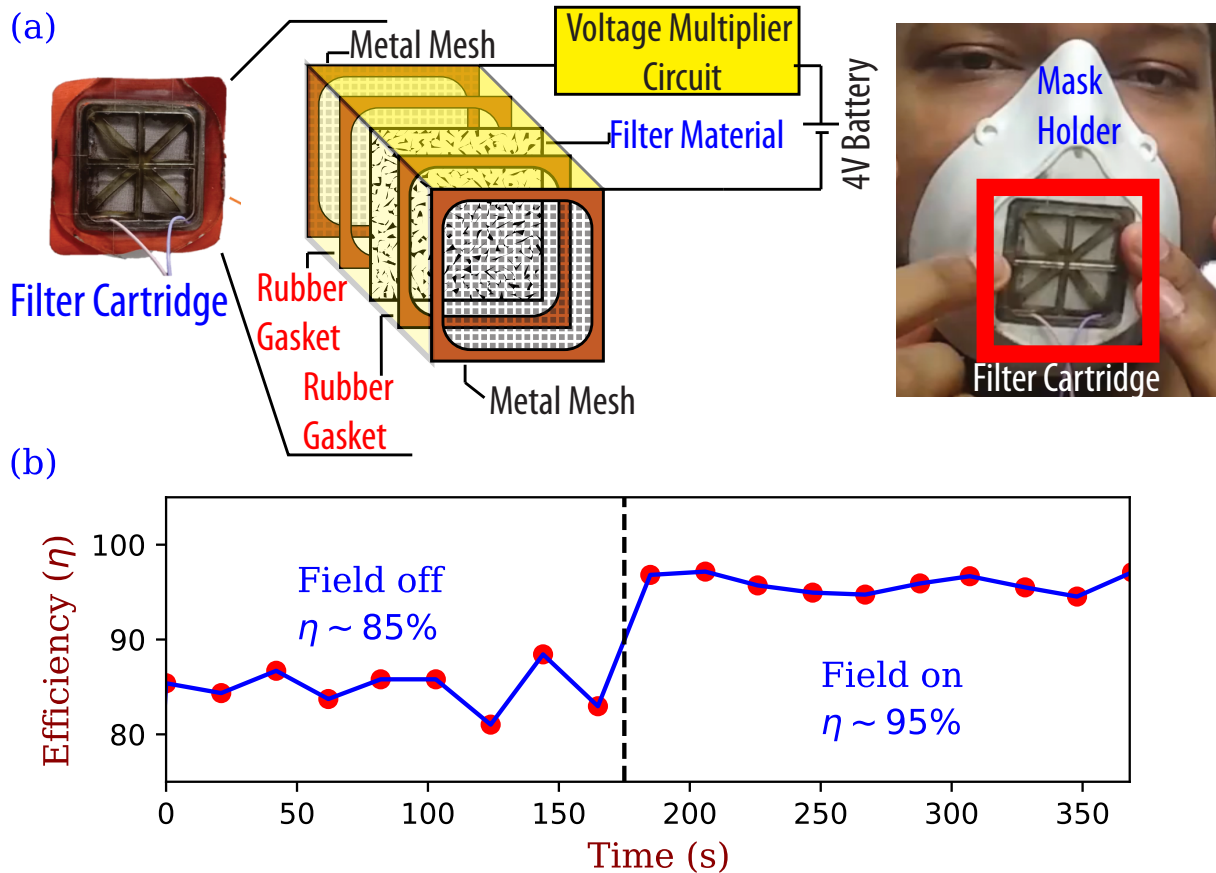 (a)
Metal Mesh
Voltage Multiplier
Circuit
4V Battery
Filter Material
Mask
Holder
Filter Cartridge
Rubber
Gasket
Rubber
Gasket
Metal Mesh
Filter Cartridge
(b)
Efficiency (η)
100
90
80
Field off
η ~ 85%
Field on
η ~ 95%
0 50 100 150 200 250 300 350
Time (s)